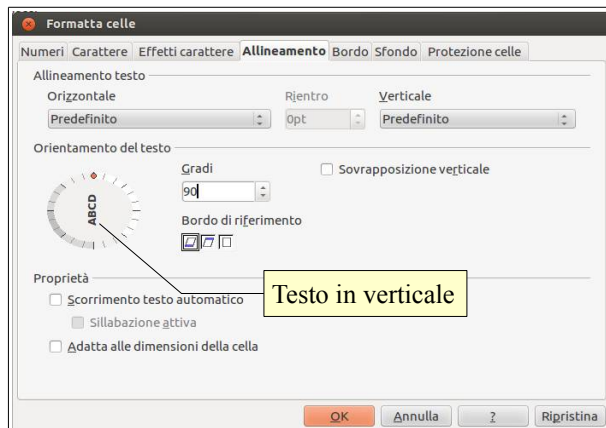 Formatta celle
Numeri Carattere Effetti carattere Allineamento Bordo Sfondo Protezione celle
Allineamento testo
Orizzontale Rientro Verticale
Predefinito 0pt Predefinito
Orientamento del testo
Gradi
Sovrapposizione verticale
90
ABCD
Bordo di riferimento
Proprietà
Testo in verticale
Scorrimento testo automatico
Sillabazione attiva
Adatta alle dimensioni della cella
OK Annulla ? Ripristina